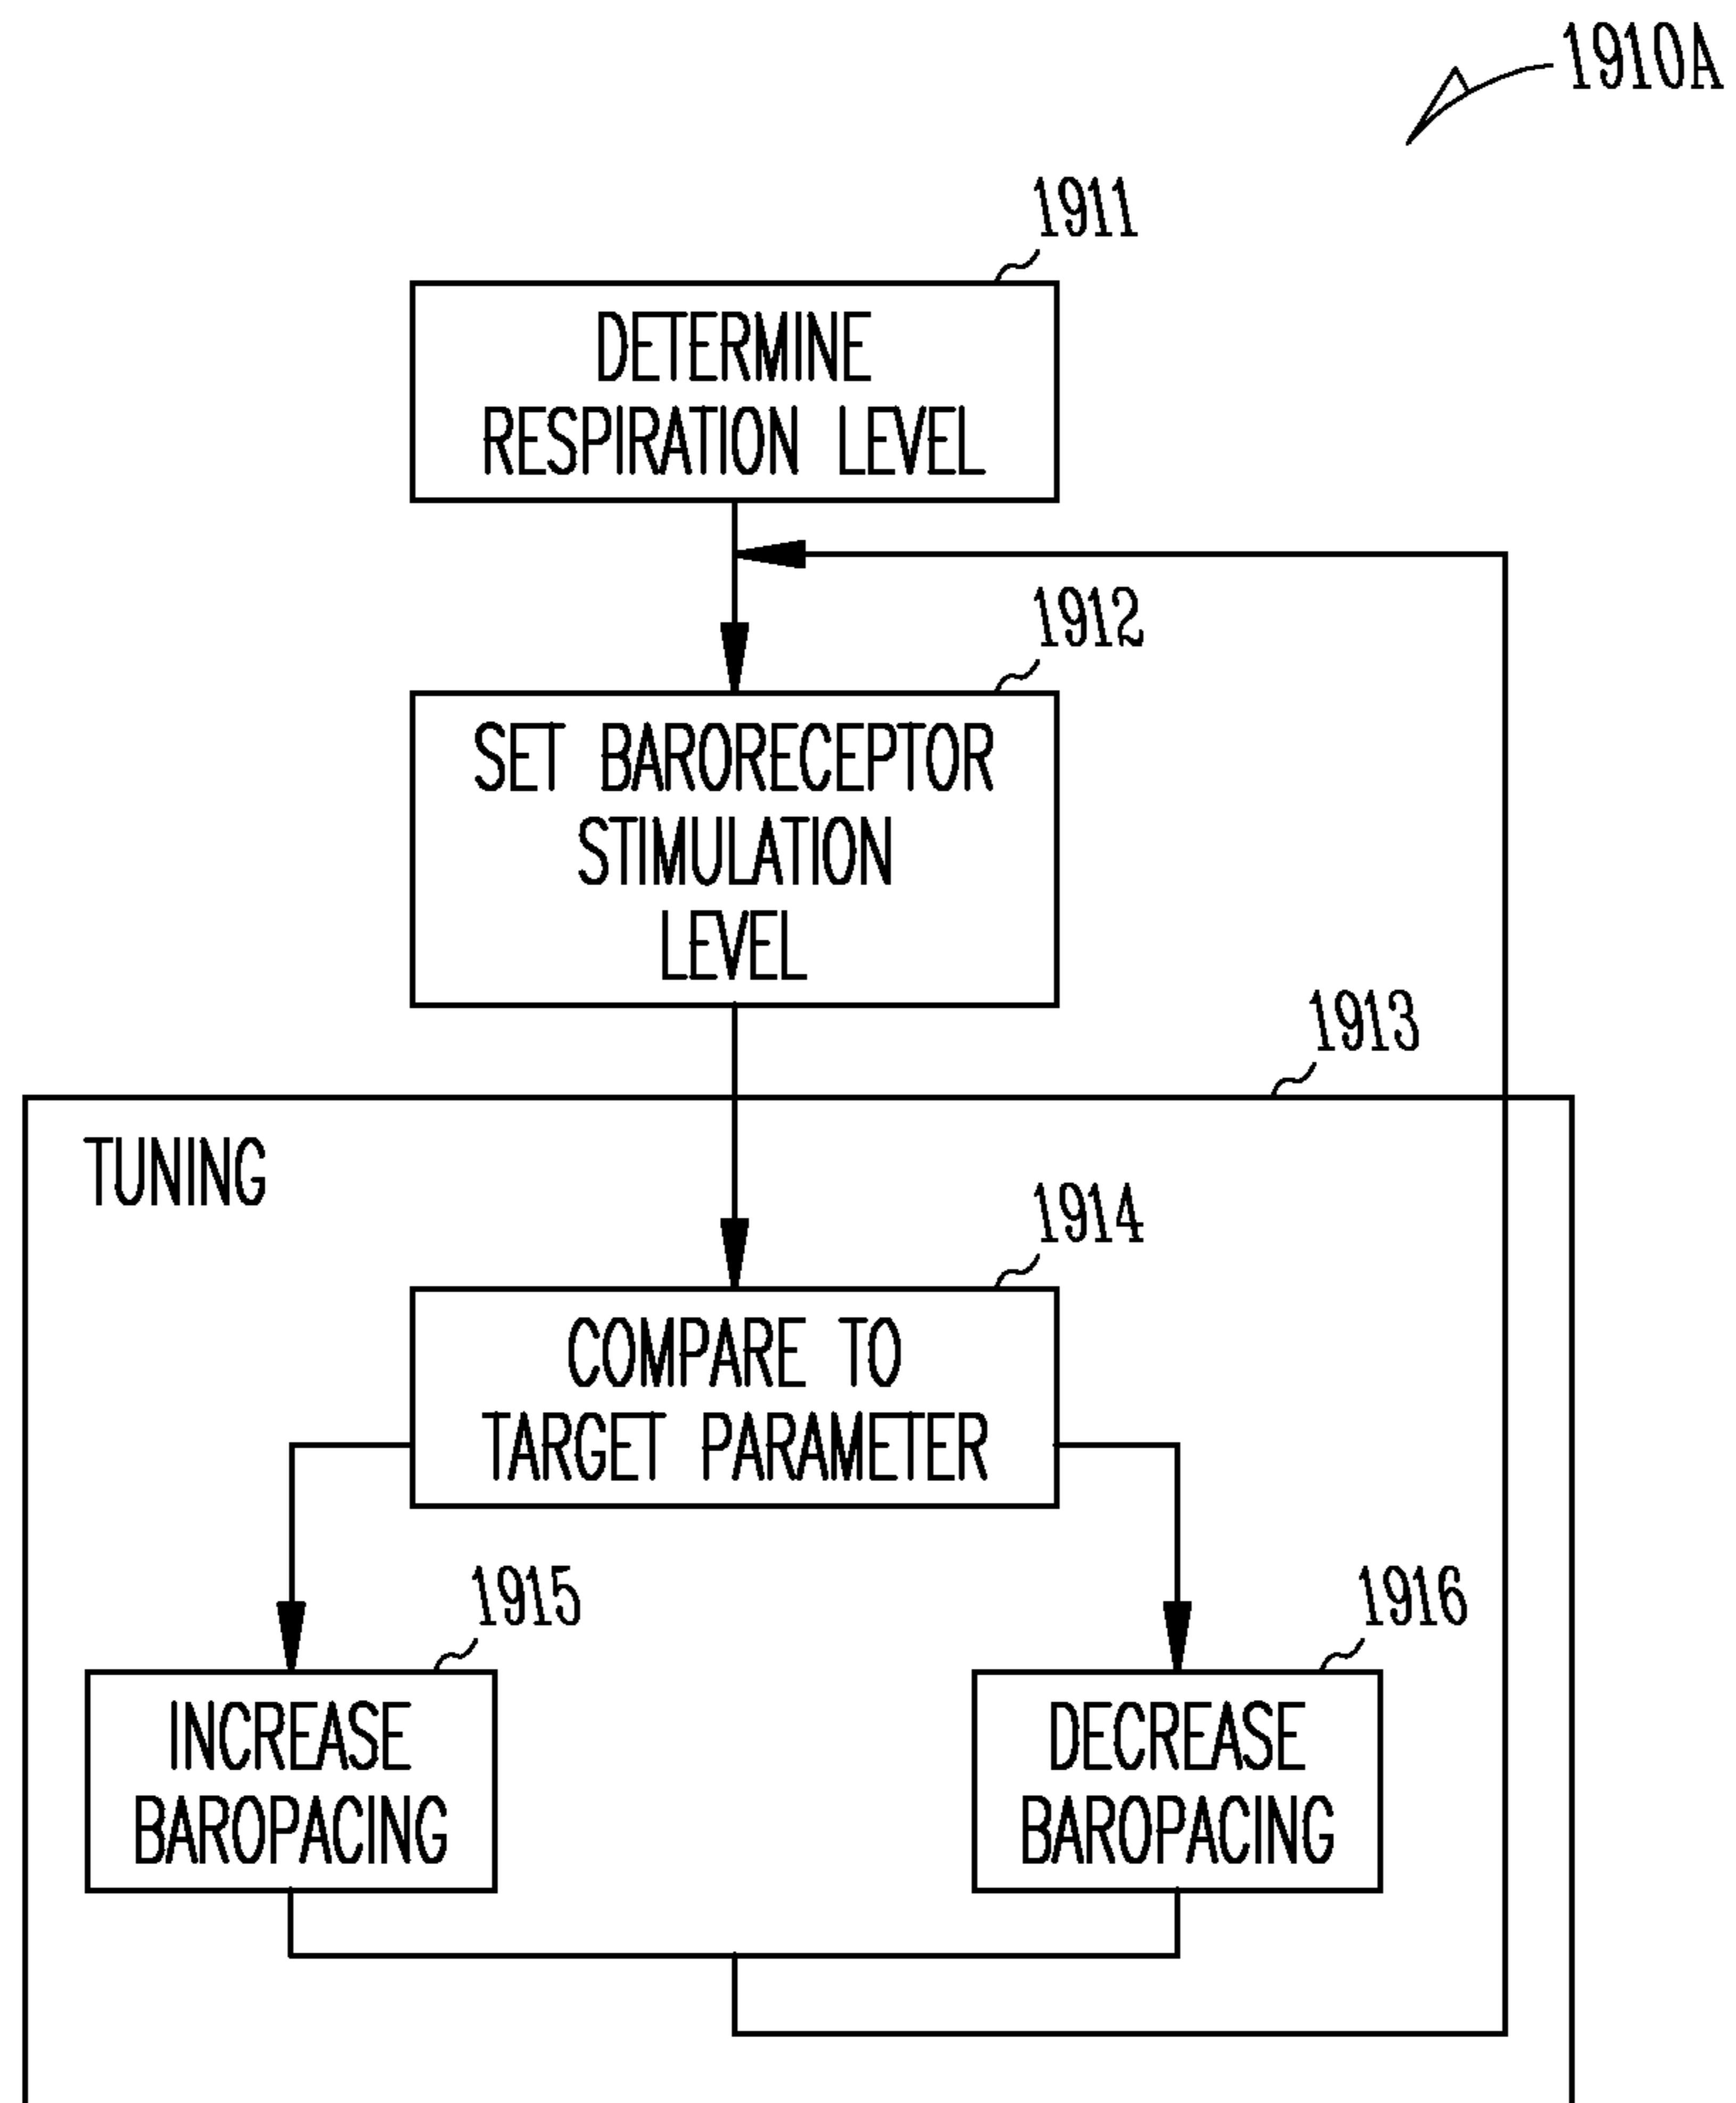 1910A
1911
DETERMINE
RESPIRATION LEVEL
1912
SET BARORECEPTOR
STIMULATION
LEVEL
1913
TUNING
1914
COMPARE TO
TARGET PARAMETER
1915
INCREASE
BAROPACING
1916
DECREASE
BAROPACING